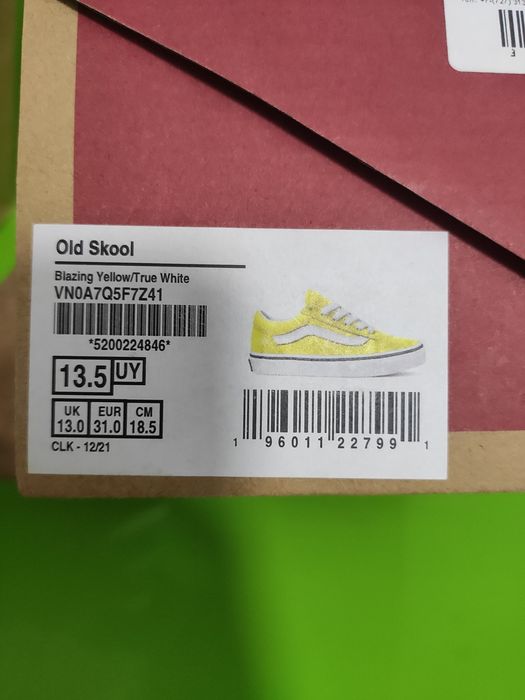 Old Skool
Blazing Yellow/True White
VN0A7Q5F7Z41
*5200224846*
13.5 UY
UK EUR CM
13.0 31.0 18.5
CLK - 12/21
1 96011 22799 1
E